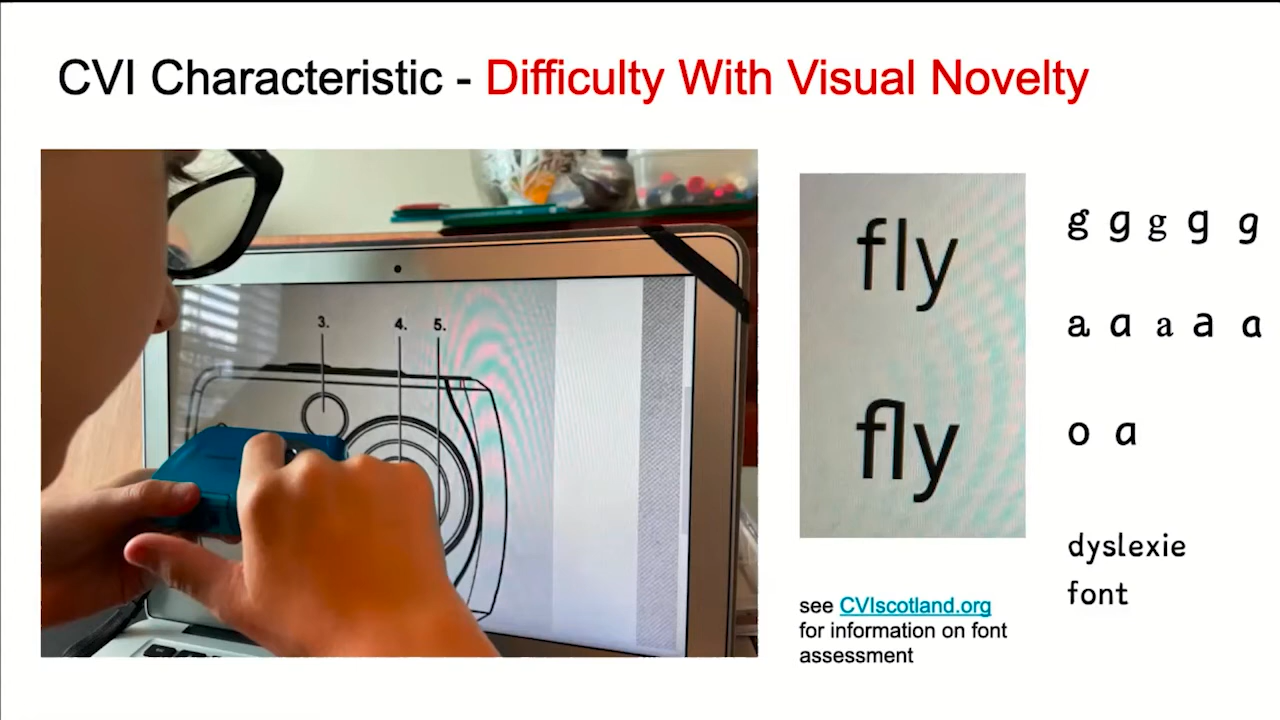 CVI Characteristic - Difficulty With Visual Novelty
3. 4. 5.
fly
fly
g g g g g
a a a a a
o a
dyslexie
font
see CVIscotland.org
for information on font
assessment